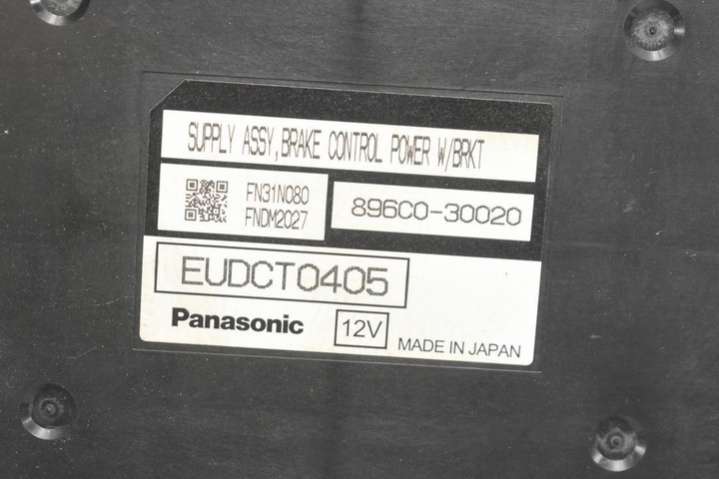 SUPPLY ASSY,BRAKE CONTROL POWER W/BRKT
FN31N080
FNDM2027
896C0-30020
EUDCT0405
Panasonic
12V
MADE IN JAPAN